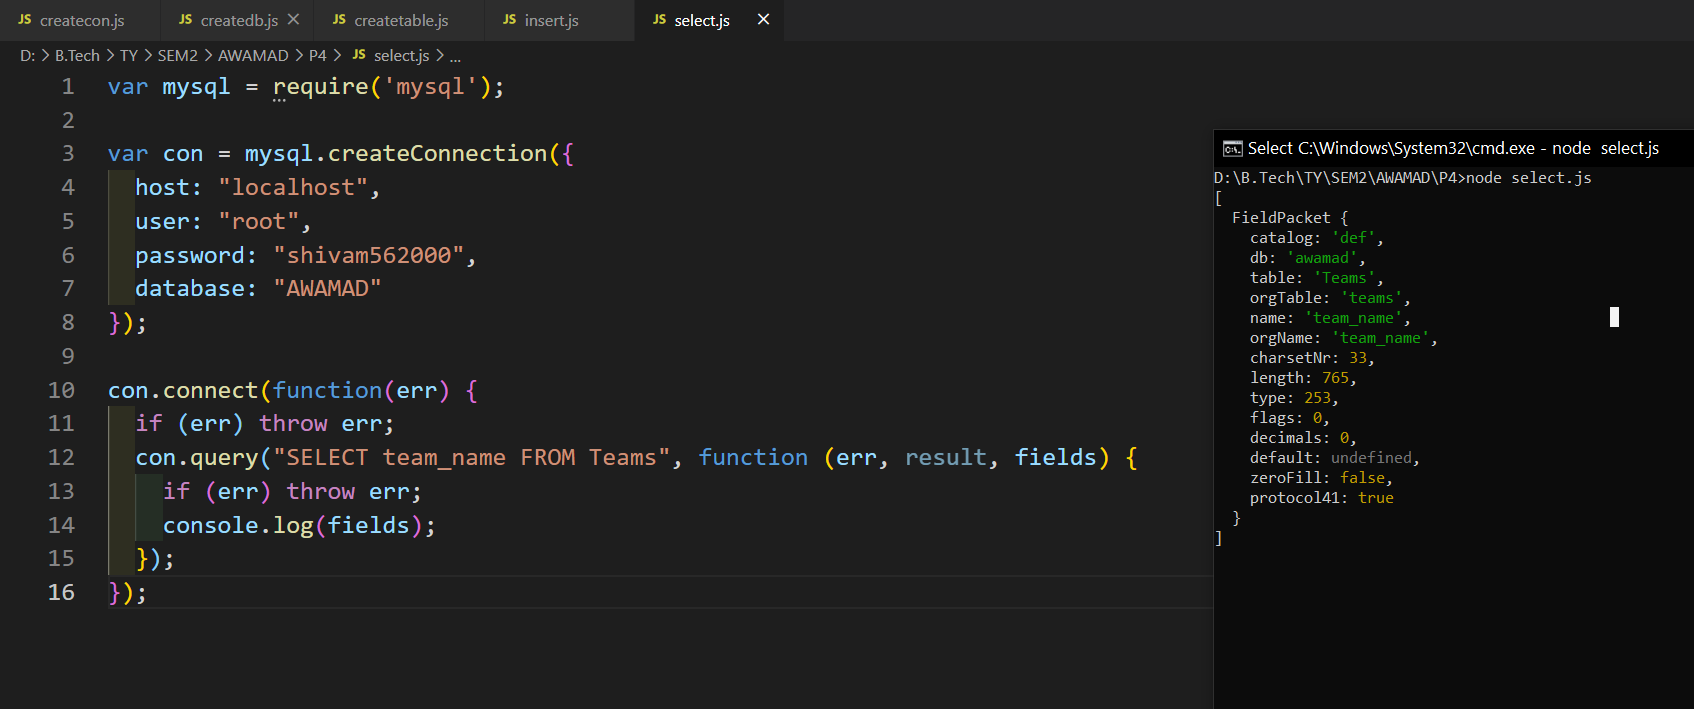 JS createcon.js JS createdb.js JS createtable.js JS insert.js JS select.js
D: > B.Tech > TY > SEM2 > AWAMAD > P4 > JS select.js > ...
1 var mysql = require('mysql');
2
3 var con = mysql.createConnection({
4 host: "localhost",
5 user: "root",
6 password: "shivam562000",
7 database: "AWAMAD"
8 });
9
10 con.connect(function(err) {
11 if (err) throw err;
12 con.query("SELECT team_name FROM Teams", function (err, result, fields) {
13 if (err) throw err;
14 console.log(fields);
15 });
16 });
Select C:\Windows\System32\cmd.exe - node  select.js
D:\B.Tech\TY\SEM2\AWAMAD\P4>node select.js
[
FieldPacket {
catalog: 'def',
db: 'awamad',
table: 'Teams',
orgTable: 'teams',
name: 'team_name',
orgName: 'team_name',
charsetNr: 33,
length: 765,
type: 253,
flags: 0,
decimals: 0,
default: undefined,
zeroFill: false,
protocol41: true
}
]